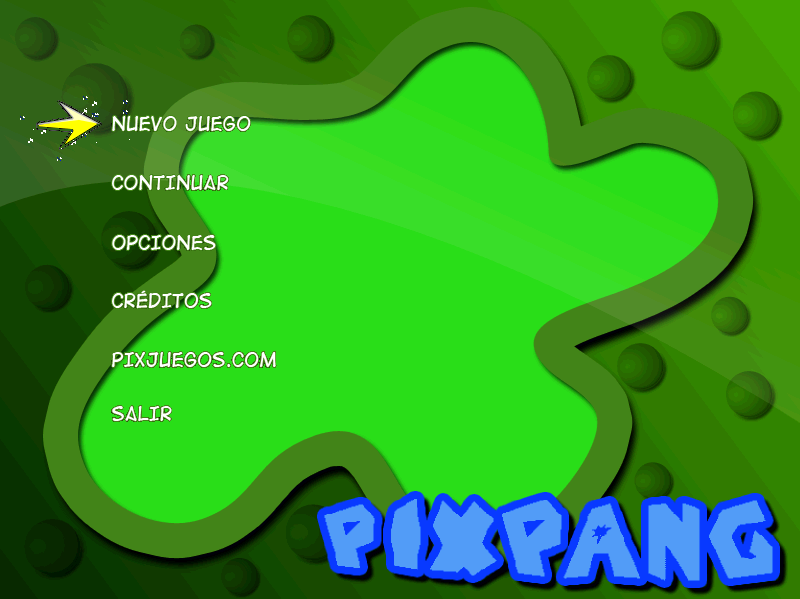 NUEVO JUEGO
CONTINUAR
OPCIONES
CRÉDITOS
PIXJUEGOS.COM
SALIR
PIXPANG